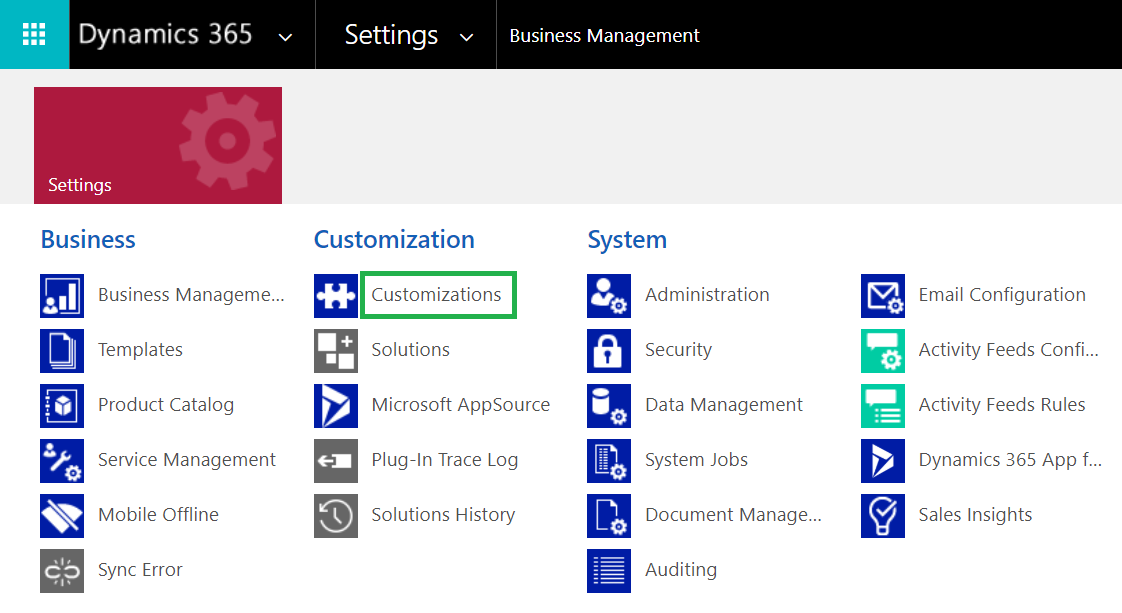 Dynamics 365
Settings
Business Management
Settings
Business
Business Manageme...
Templates
Product Catalog
Service Management
Mobile Offline
Sync Error
Customization
Customizations
Solutions
Microsoft AppSource
Plug-In Trace Log
Solutions History
System
Administration
Security
Data Management
System Jobs
Document Manage...
Auditing
Email Configuration
Activity Feeds Confi...
Activity Feeds Rules
Dynamics 365 App f...
Sales Insights